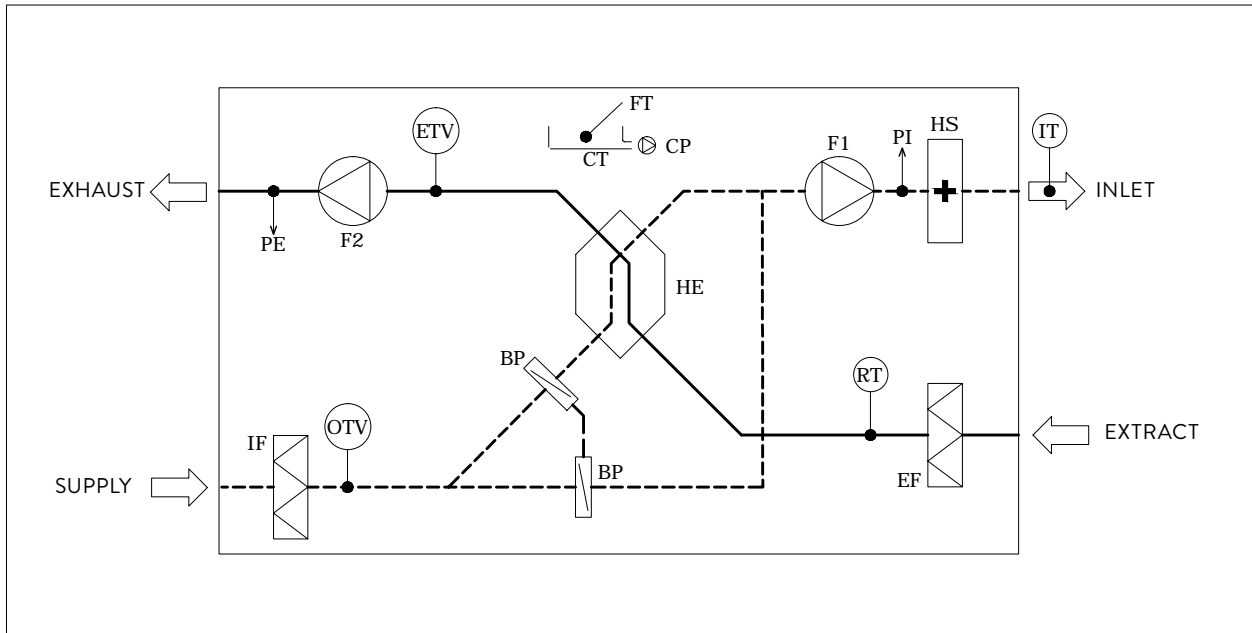 FT
ETV
CP
CT
F1
PI
HS
IT
EXHAUST
INLET
PE
F2
HE
BP
RT
OTV
IF
EXTRACT
BP
EF
SUPPLY